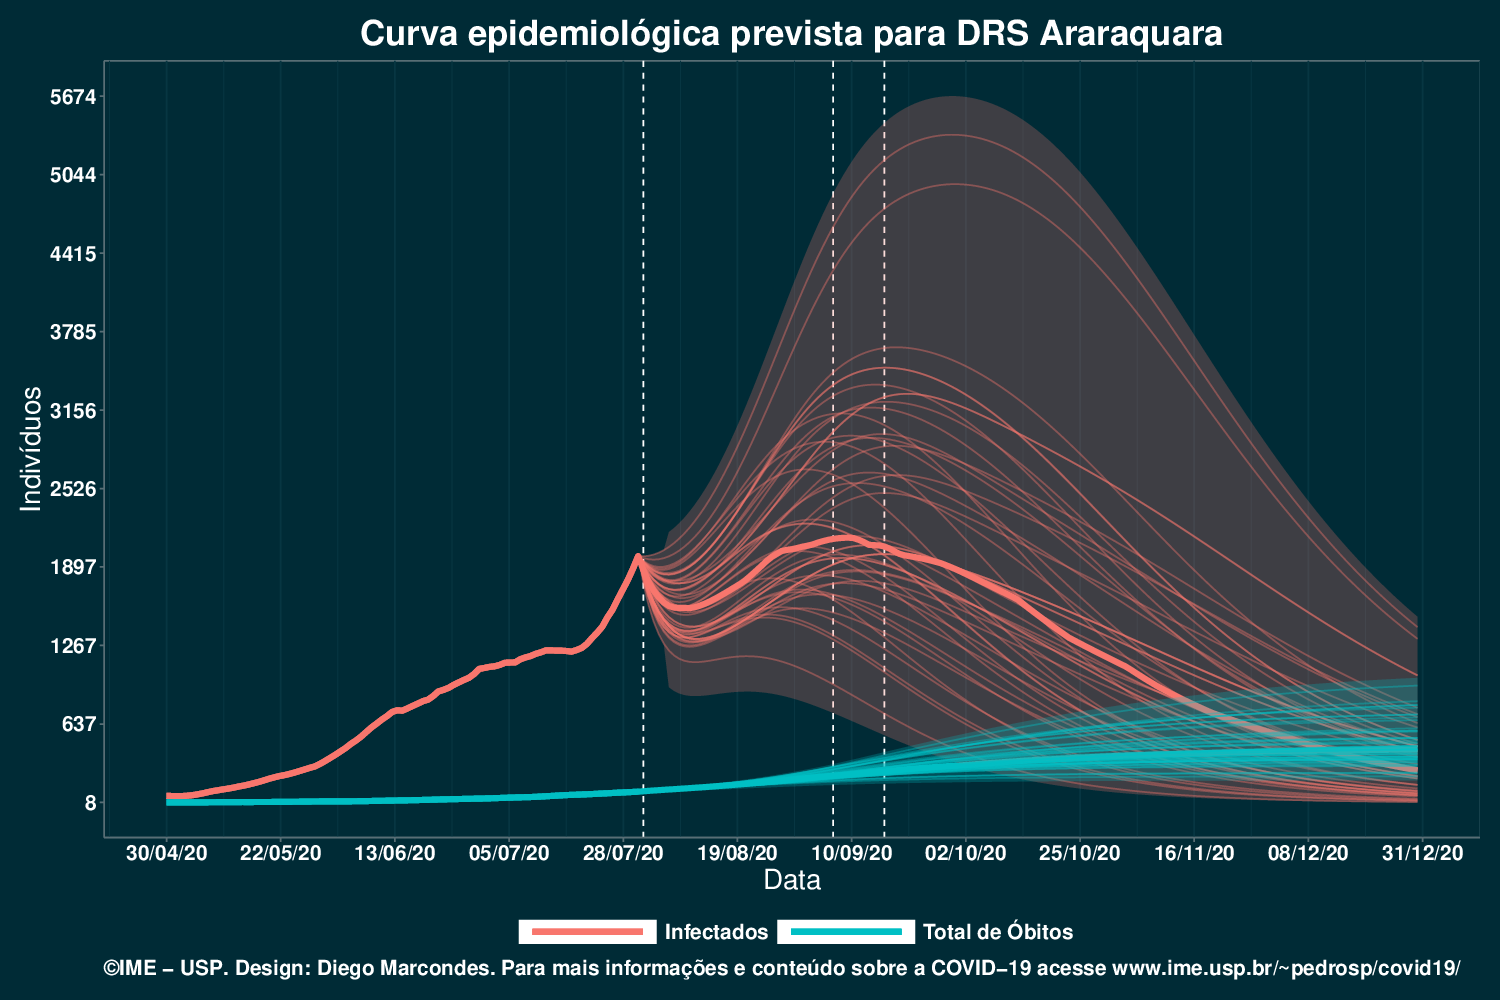 Curva epidemiológica prevista para DRS Araraquara
5674
5044
4415
3785
3156
2526
1897
1267
637
8
Indivíduos
30/04/20 22/05/20 13/06/20 05/07/20 28/07/20 19/08/20 10/09/20 02/10/20 25/10/20 16/11/20 08/12/20 31/12/20
Data
Infectados Total de Óbitos
©IME − USP. Design: Diego Marcondes. Para mais informações e conteúdo sobre a COVID−19 acesse www.ime.usp.br/~pedrosp/covid19/